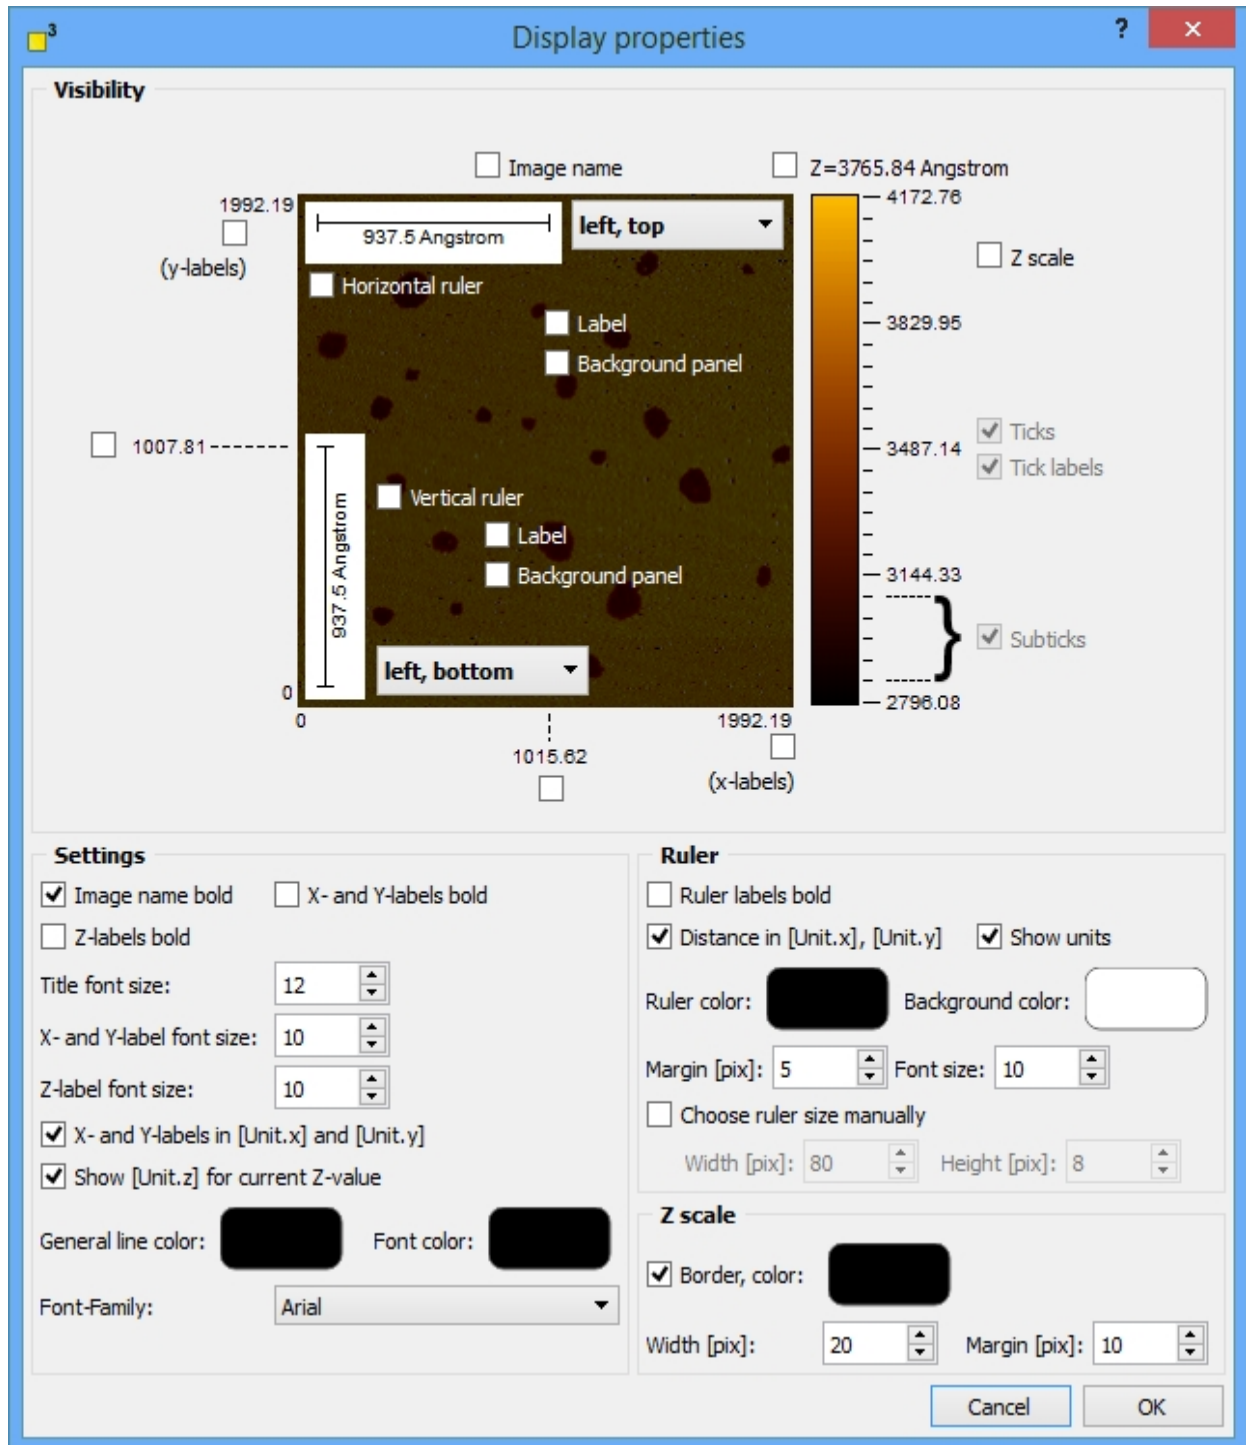 3
Display properties
?
×
Visibility
Image name
Z=3765.84 Angstrom
1992.19
(y-labels)
937.5 Angstrom
left, top
4172.76
Z scale
Horizontal ruler
Label
3829.95
Background panel
1007.81
Ticks
3487.14
Tick labels
Vertical ruler
937.5 Angstrom
Label
Background panel
3144.33
}
Subticks
left, bottom
0
2796.08
0
1992.19
1015.62
(x-labels)
Settings
Image name bold X- and Y-labels bold
Z-labels bold
Title font size: 12
X- and Y-label font size: 10
Z-label font size: 10
X- and Y-labels in [Unit.x] and [Unit.y]
Show [Unit.z] for current Z-value
General line color: Font color:
Font-Family: Arial
Ruler
Ruler labels bold
Distance in [Unit.x], [Unit.y] Show units
Ruler color: Background color:
Margin [pix]: 5 Font size: 10
Choose ruler size manually
Width [pix]: 80 Height [pix]: 8
Z scale
Border, color:
Width [pix]: 20 Margin [pix]: 10
Cancel OK